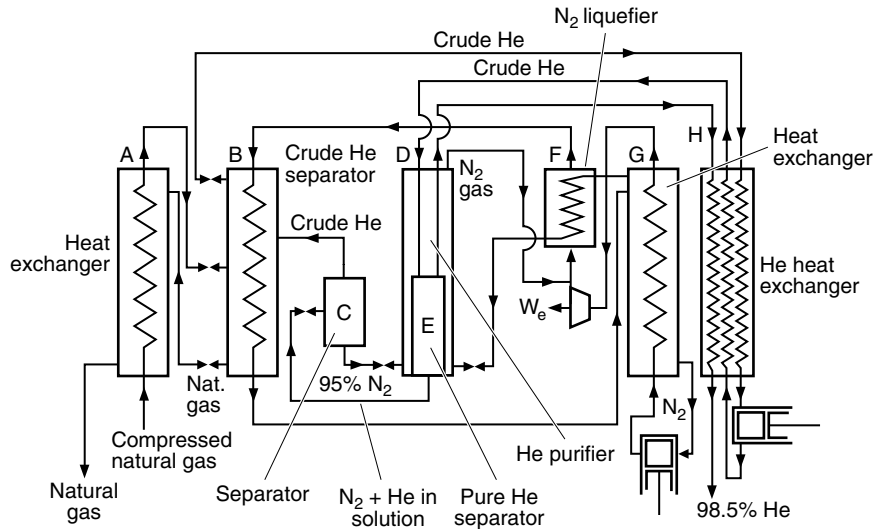 N2 liquefier
Crude He
Crude He
A
B
Crude He
separator
D
N2
gas
F
G
H
Heat
exchanger
Crude He
Heat
exchanger
C
E
We
He heat
exchanger
95% N2
Nat.
gas
N2
Compressed
natural gas
He purifier
Natural
gas
Separator
N2 + He in
solution
Pure He
separator
98.5% He